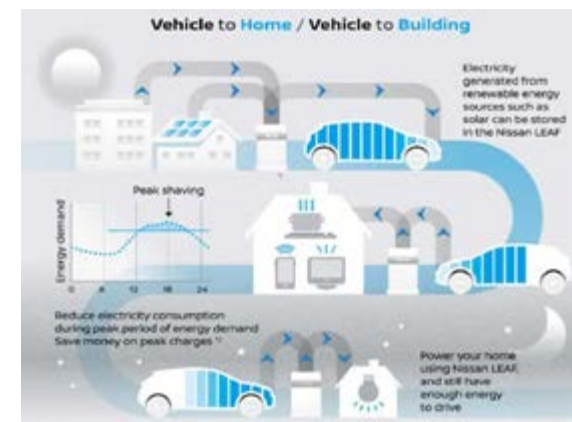 Vehicle to Home / Vehicle to Building
Electricity
generated from
renewable energy
sources such as
solar can be stored
in the Nissan LEAF
Peak shaving
Energy demand
0 6 12 18 24
Reduce electricity consumption
during peak period of energy demand
Save money on peak charges
Power your home
using Nissan LEAF,
and still have
enough energy
to drive